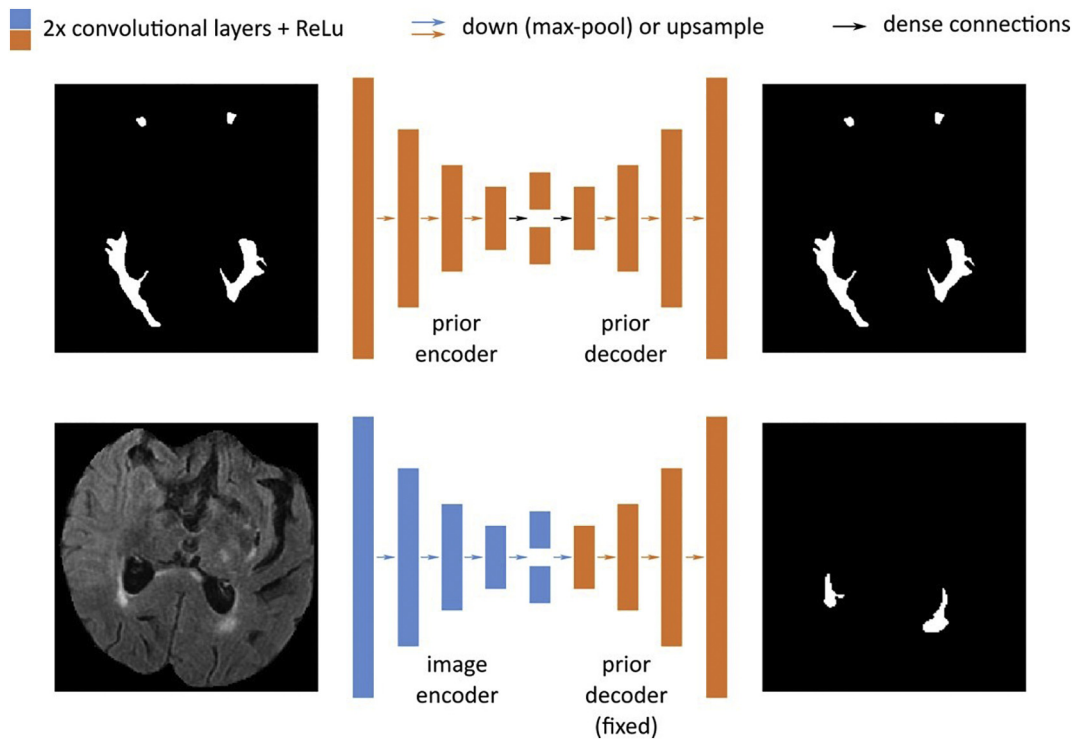 2x convolutional layers + ReLu
down (max-pool) or upsample
dense connections
prior
encoder
prior
decoder
image
encoder
prior
decoder
(fixed)